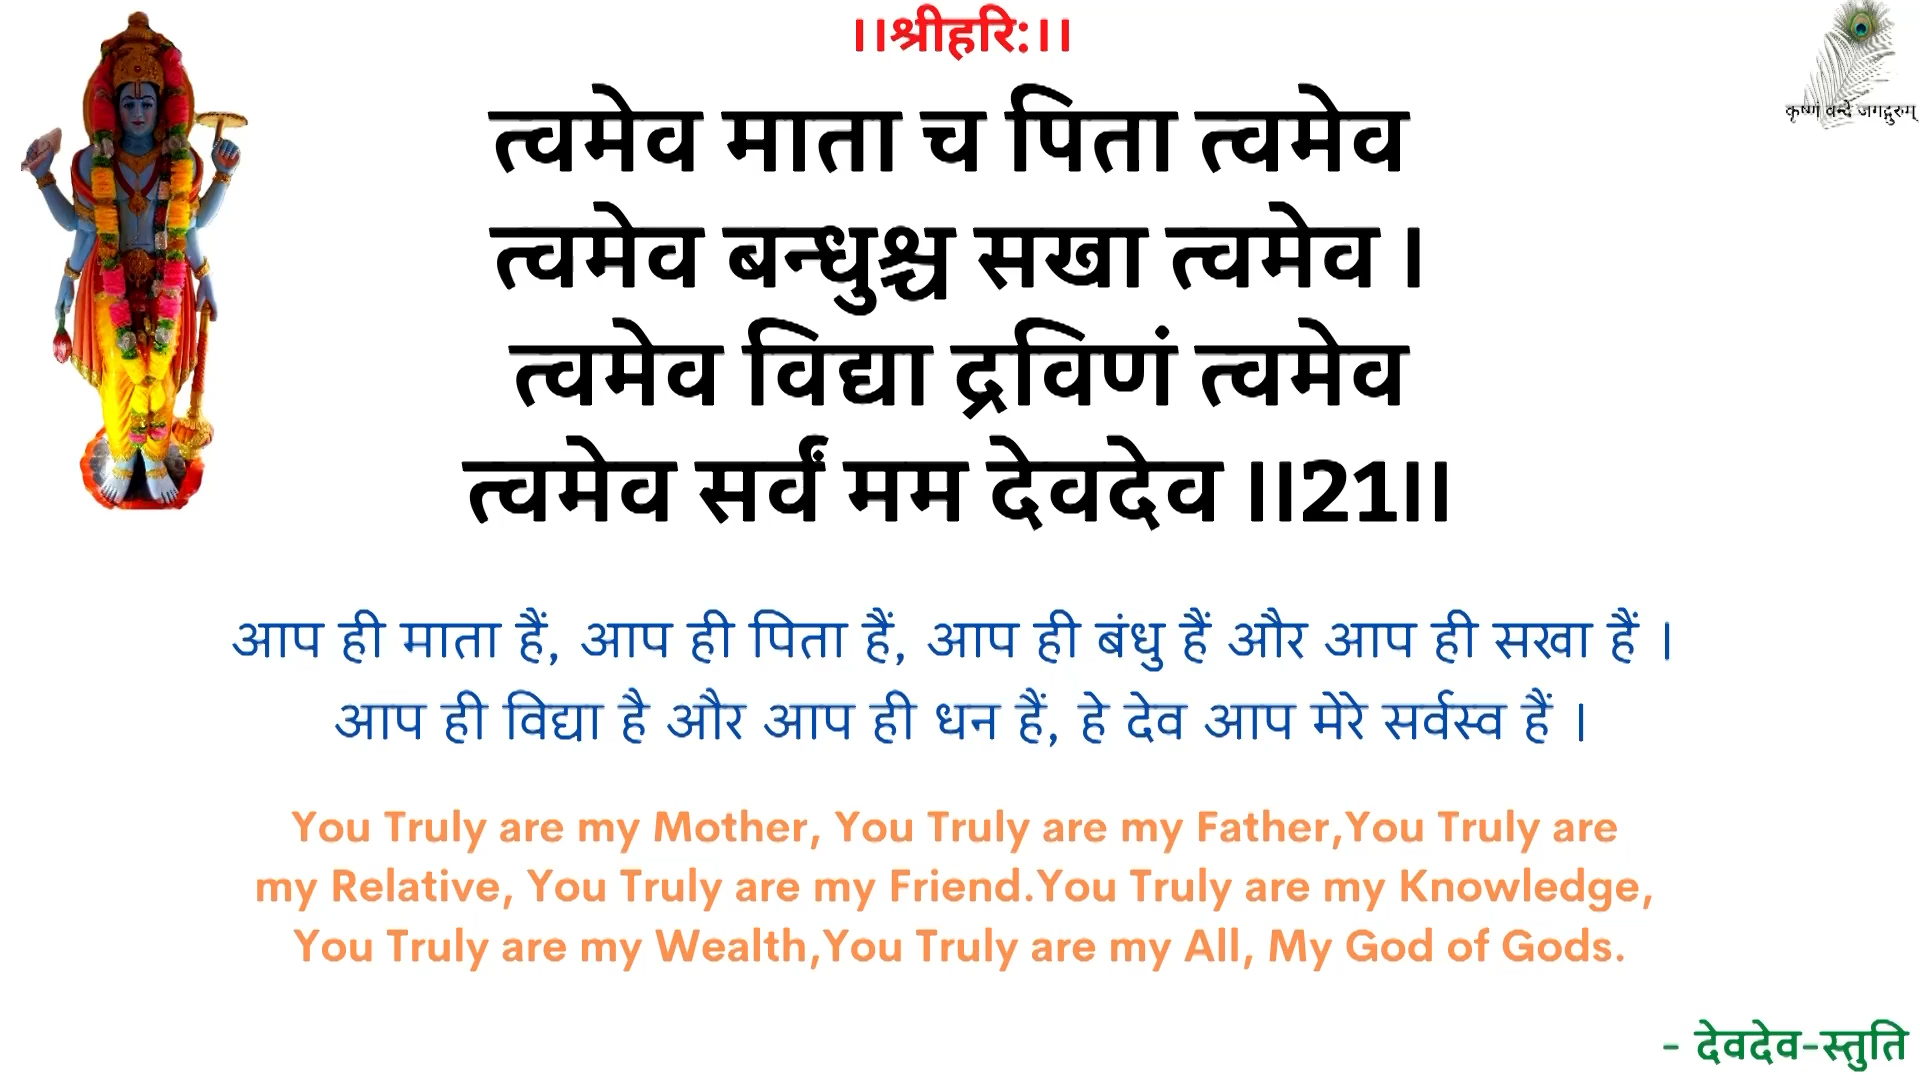 ।।श्रीहरि:।।
कृष्णं वन्दे जगद्गुरुम्
त्वमेव माता च पिता त्वमेव
त्वमेव बन्धुश्च सखा त्वमेव ।
त्वमेव विद्या द्रविणं त्वमेव
त्वमेव सर्वं मम देवदेव ।।21।।
आप ही माता हैं, आप ही पिता हैं, आप ही बंधु हैं और आप ही सखा हैं ।
आप ही विद्या है और आप ही धन हैं, हे देव आप मेरे सर्वस्व हैं ।
You Truly are my Mother, You Truly are my Father,You Truly are
my Relative, You Truly are my Friend.You Truly are my Knowledge,
You Truly are my Wealth,You Truly are my All, My God of Gods.
- देवदेव-स्तुति